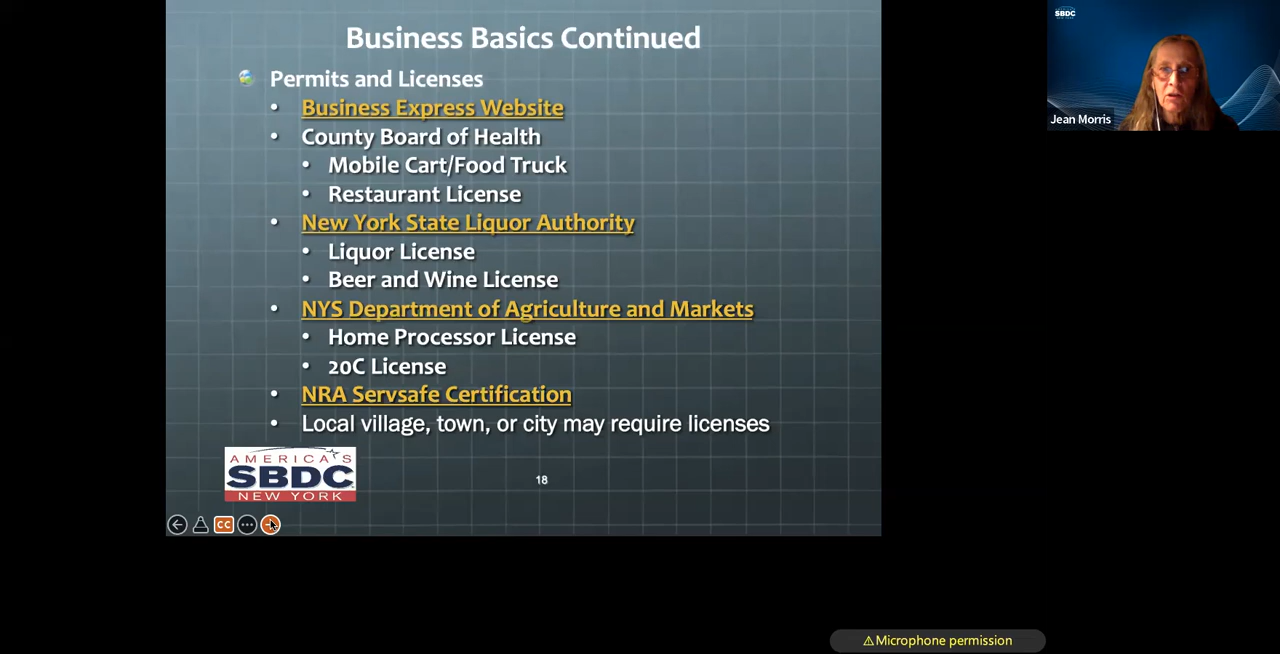 Business Basics Continued
Permits and Licenses
Business Express Website
County Board of Health
Mobile Cart/Food Truck
Restaurant License
New York State Liquor Authority
Liquor License
Beer and Wine License
NYS Department of Agriculture and Markets
Home Processor License
20C License
NRA Servsafe Certification
Local village, town, or city may require licenses
AMERICA'S
SBDC
NEW YORK
18
CC
SBDC
NEW YORK
Jean Morris
Microphone permission